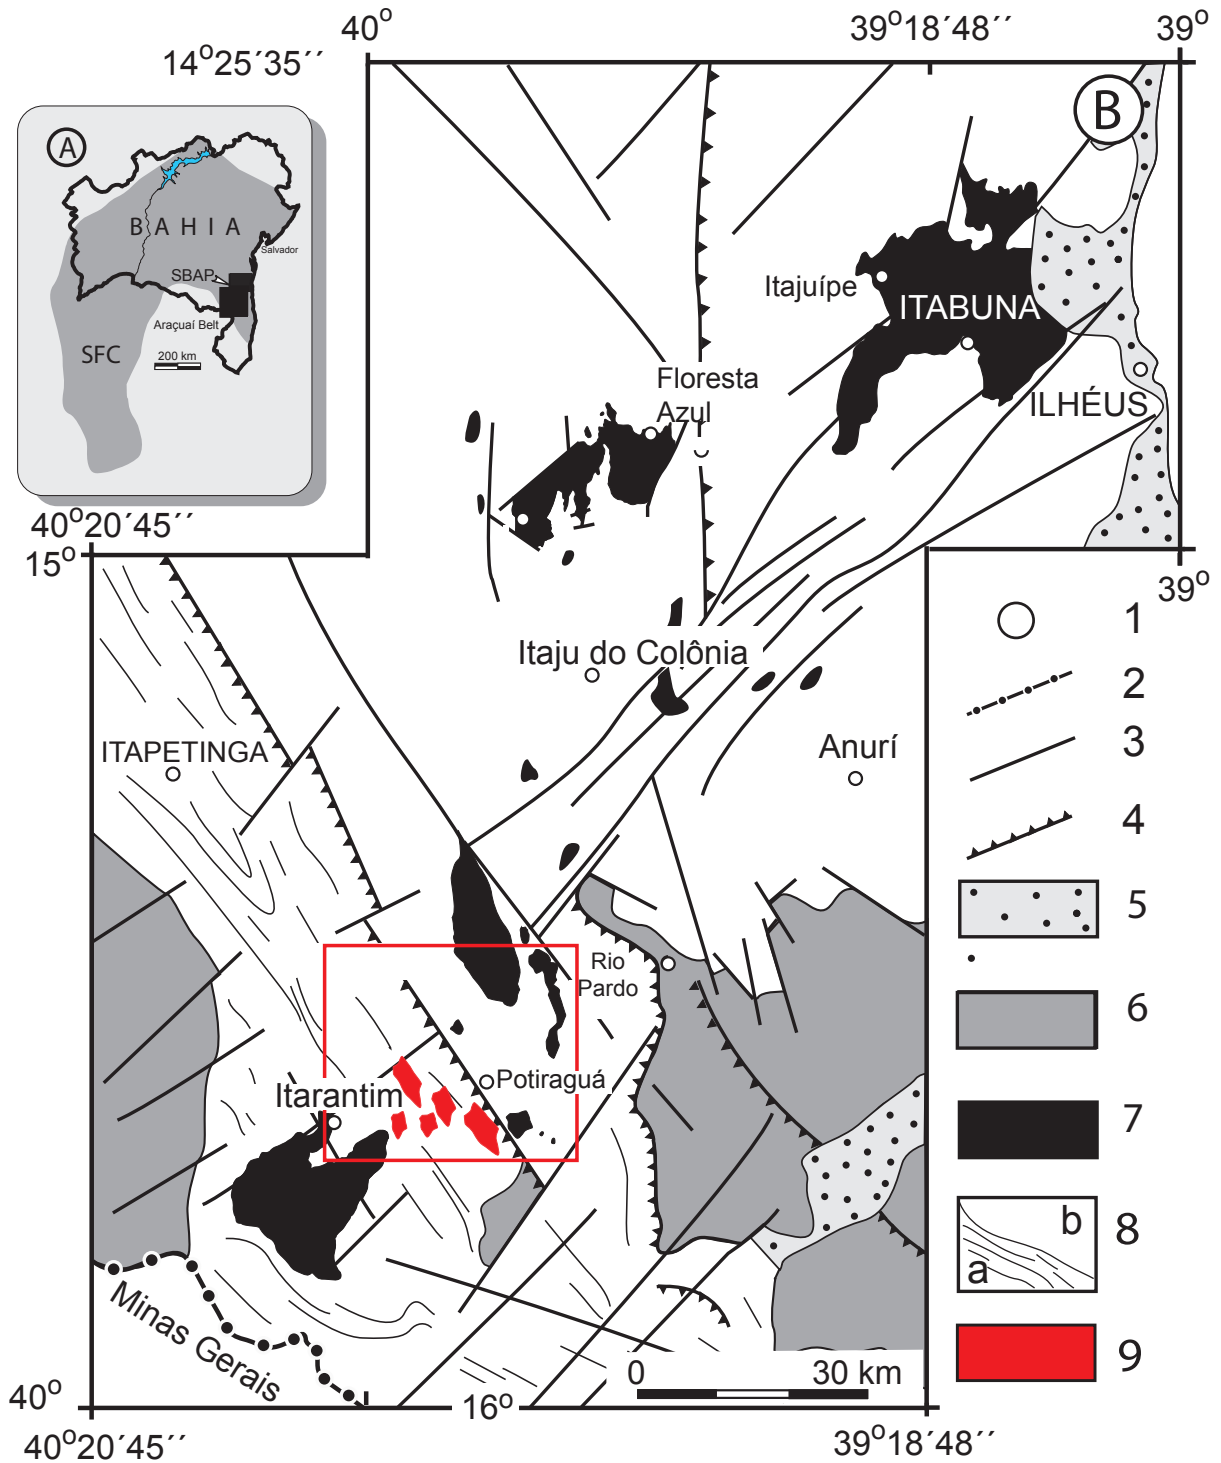 40°
39°18´48´´
39°
14°25´35´´
B
A
BAHIA
Salvador
SBAP
Araçuaí Belt
SFC
200 km
Itajuípe
ITABUNA
ILHÉUS
Floresta
Azul
40°20´45´´
15°
39°
Itaju do Colônia
ITAPETINGA
Anurí
Rio
Pardo
Potiraguá
Itarantim
Minas Gerais
0
30 km
1
2
3
4
5
6
7
b
a
8
9
40°
16°
40°20´45´´
39°18´48´´